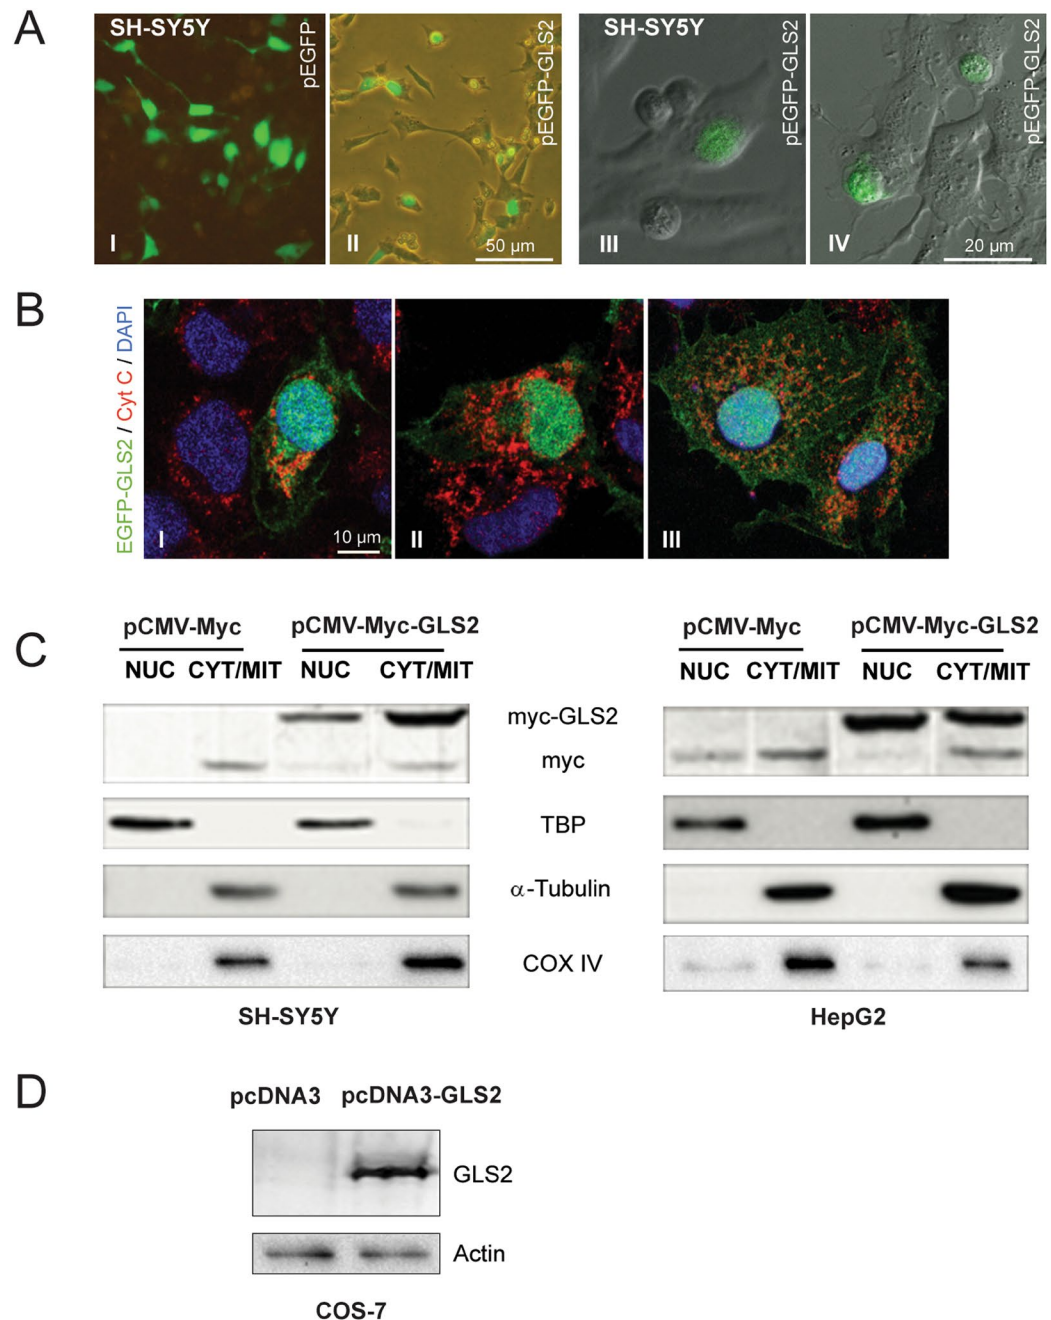 A
SH-SY5Y
pEGFP
I
pEGFP-GLS2
II
50 µm
SH-SY5Y
pEGFP-GLS2
III
pEGFP-GLS2
IV
20 µm
B
EGFP-GLS2 / Cyt C / DAPI
I
10 µm
II
III
C
pCMV-Myc pCMV-Myc-GLS2
NUC CYT/MIT NUC CYT/MIT
pCMV-Myc pCMV-Myc-GLS2
NUC CYT/MIT NUC CYT/MIT
myc-GLS2
myc
TBP
α-Tubulin
COX IV
SH-SY5Y
HepG2
D
pcDNA3 pcDNA3-GLS2
GLS2
Actin
COS-7